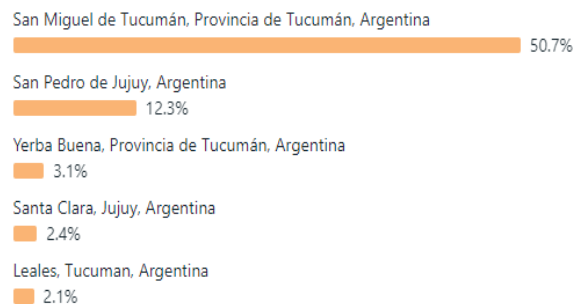 San Miguel de Tucumán, Provincia de Tucumán, Argentina
50.7%
San Pedro de Jujuy, Argentina
12.3%
Yerba Buena, Provincia de Tucumán, Argentina
3.1%
Santa Clara, Jujuy, Argentina
2.4%
Leales, Tucuman, Argentina
2.1%